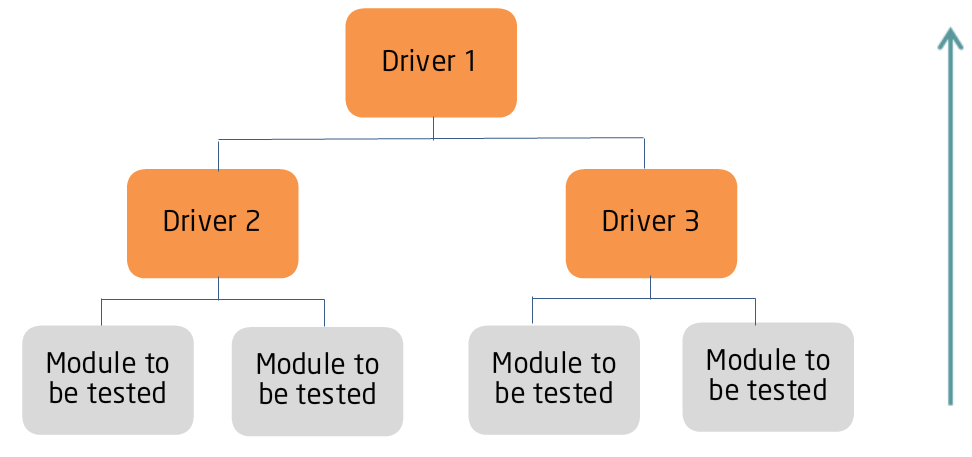 Driver 1
Driver 2
Driver 3
Module to
be tested
Module to
be tested
Module to
be tested
Module to
be tested